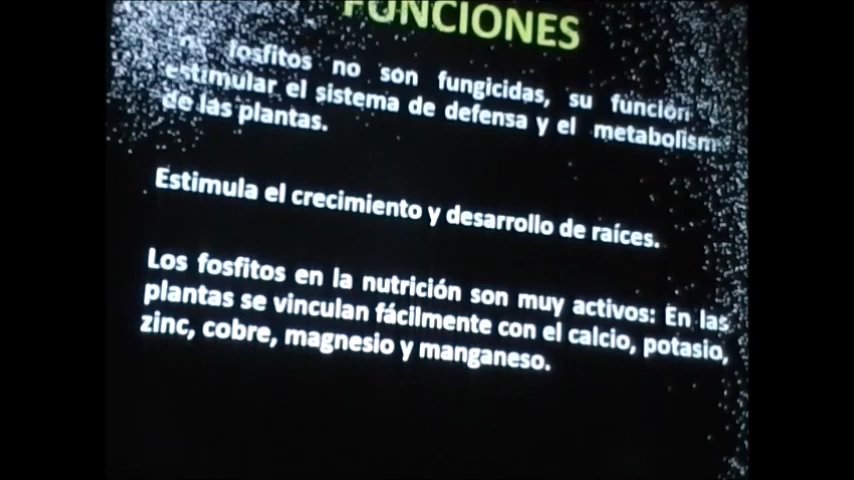 FUNCIONES
Los fosfitos no son fungicidas, su función
estimular el sistema de defensa y el metabolismo
de las plantas.
Estimula el crecimiento y desarrollo de raíces.
Los fosfitos en la nutrición son muy activos: En las
plantas se vinculan fácilmente con el calcio, potasio,
zinc, cobre, magnesio y manganeso.